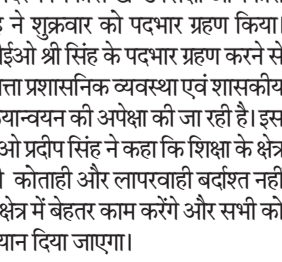 ने शुक्रवार को पदभार ग्रहण किया।
ईओ श्री सिंह के पदभार ग्रहण करने से
त्ता प्रशासनिक व्यवस्था एवं शासकीय
यान्वयन की अपेक्षा की जा रही है। इस
ओ प्रदीप सिंह ने कहा कि शिक्षा के क्षेत्र
कोताही और लापरवाही बर्दाश्त नही
क्षेत्र में बेहतर काम करेंगे और सभी को
यान दिया जाएगा।